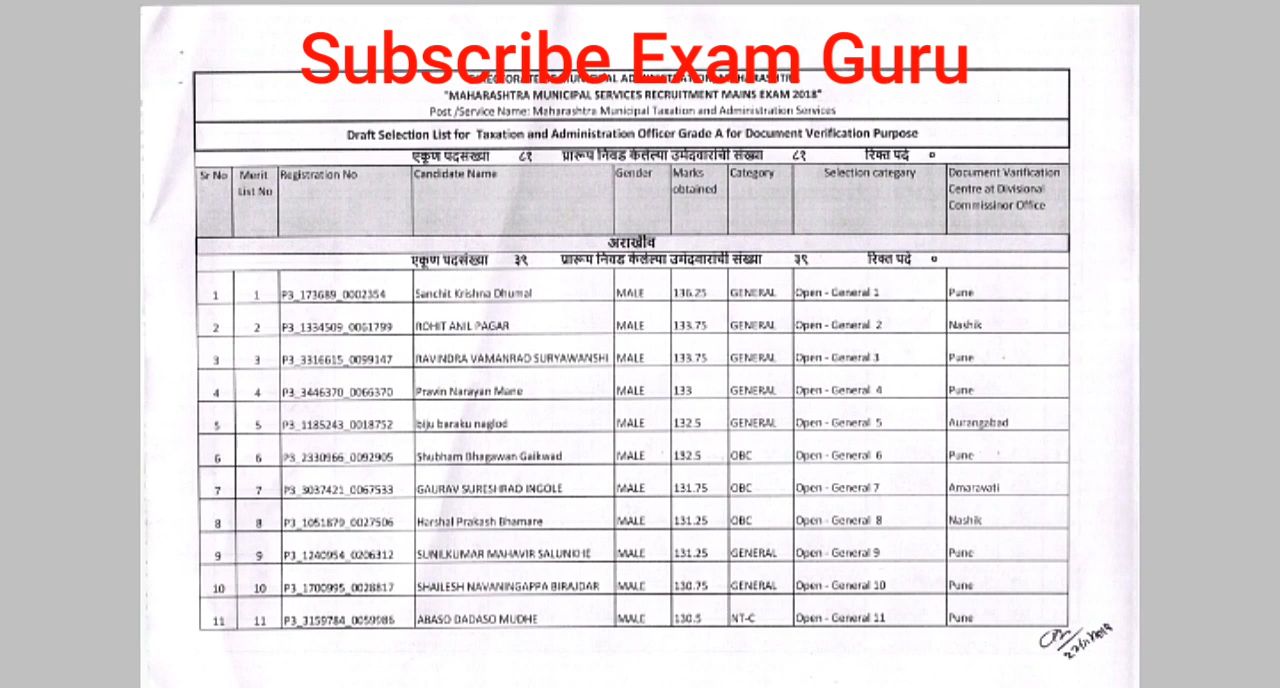 Subscribe Exam Guru
DIRECTORATE OF MUNICIPAL ADMINISTRATION, MAHARASHTRA
"MAHARASHTRA MUNICIPAL SERVICES RECRUITMENT MAINS EXAM 2018"
Post /Service Name: Maharashtra Municipal Taxation and Administration Services
Draft Selection List for Taxation and Administration Officer Grade A for Document Verification Purpose
एकूण पदसंख्या ८९ प्रारूप निवड केलेल्या उमेदवारांची संख्या ८९ रिक्त पदे ०
Sr No Merit List No Registration No Candidate Name Gender Marks obtained Category Selection category Document Varification Centre at Divisional Commissinor Office
अराखीव
एकूण पदसंख्या ३९ प्रारूप निवड केलेल्या उमेदवारांची संख्या ३९ रिक्त पदे ०
1 1 P3_173689_0002354 Sanchit Krishna Dhumal MALE 136.25 GENERAL Open - General 1 Pune
2 2 P3_1334509_0061799 ROHIT ANIL PAGAR MALE 133.75 GENERAL Open - General 2 Nashik
3 3 P3_3316615_0099147 RAVINDRA VAMANRAO SURYAWANSHI MALE 133.75 GENERAL Open - General 3 Pune
4 4 P3_3446370_0066370 Pravin Narayan Mane MALE 133 GENERAL Open - General 4 Pune
5 5 P3_1185243_0018752 biju baraku naglod MALE 132.5 GENERAL Open - General 5 Aurangabad
6 6 P3_2330966_0092905 Shubham Bhagawan Gaikwad MALE 132.5 OBC Open - General 6 Pune
7 7 P3_3037421_0067533 GAURAV SURESHRAO INGOLE MALE 131.75 OBC Open - General 7 Amaravati
8 8 P3_1051879_0027506 Harshal Prakash Bhamare MALE 131.25 OBC Open - General 8 Nashik
9 9 P3_1240954_0206312 SUNILKUMAR MAHAVIR SALUNKHE MALE 131.25 GENERAL Open - General 9 Pune
10 10 P3_1700995_0028817 SHAILESH NAVANINGAPPA BIRAJDAR MALE 130.75 GENERAL Open - General 10 Pune
11 11 P3_3159784_0059986 ABASO DADASO MUDHE MALE 130.5 NT-C Open - General 11 Pune